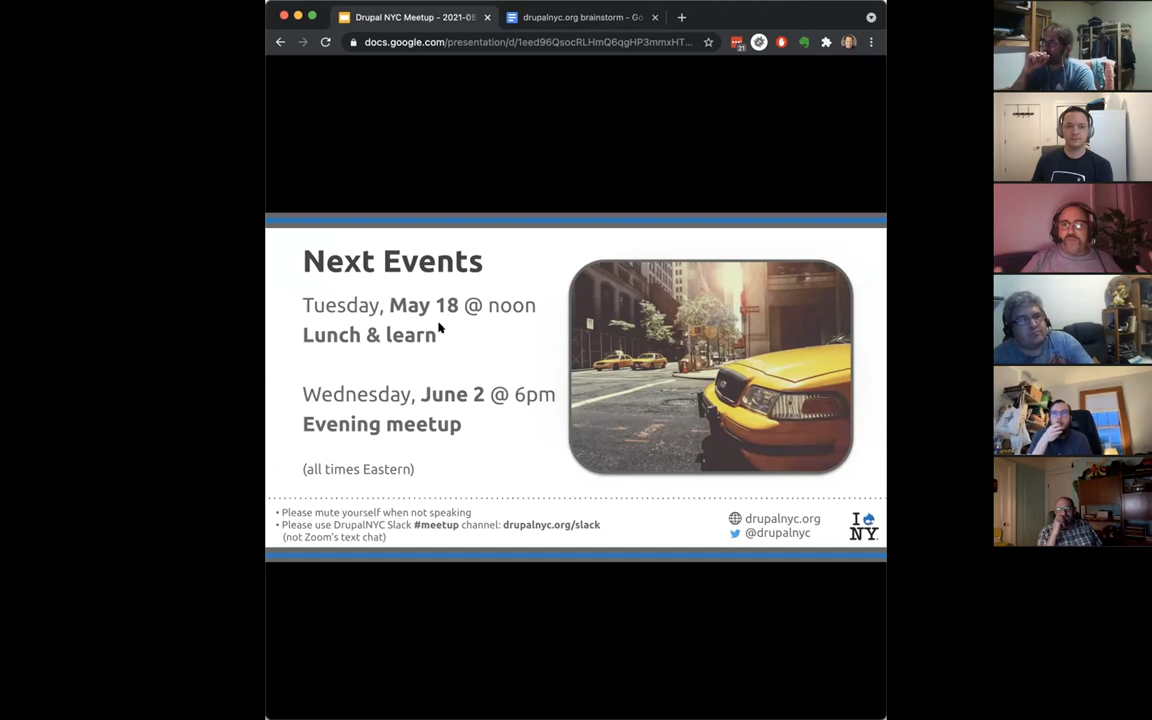 Drupal NYC Meetup - 2021-05
drupalnyc.org brainstorm - Go
docs.google.com/presentation/d/1eed96QsocRLHmQ6qgHP3mmxHT...
21
Next Events
Tuesday, May 18 @ noon
Lunch & learn
Wednesday, June 2 @ 6pm
Evening meetup
(all times Eastern)
• Please mute yourself when not speaking
• Please use DrupalNYC Slack #meetup channel: drupalnyc.org/slack
(not Zoom's text chat)
drupalnyc.org
@drupalnyc
I
NY